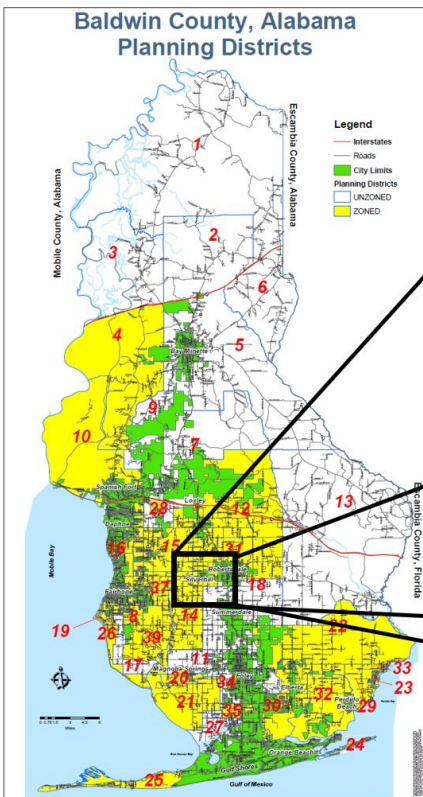 Baldwin County, Alabama
Planning Districts
Escambia County, Alabama
Mobile County, Alabama
Legend
Interstates
Roads
City Limits
Planning Districts
UNZONED
ZONED
1
2
3
6
4
5
Bay Minette
9
10
7
Spanish Fort
28
Loxley
12
13
Escambia County, Florida
Daphne
16
15
31
Robertsdale
Silverhill
18
37
Fairhope
Mobile Bay
14
Summerdale
19
8
26
39
22
17
11
Magnolia Springs
20
34
Foley
Elberta
33
32
23
21
35
30
Perdido
Beach
29
27
24
Orange Beach
Gulf Shores
25
Gulf of Mexico
Miles